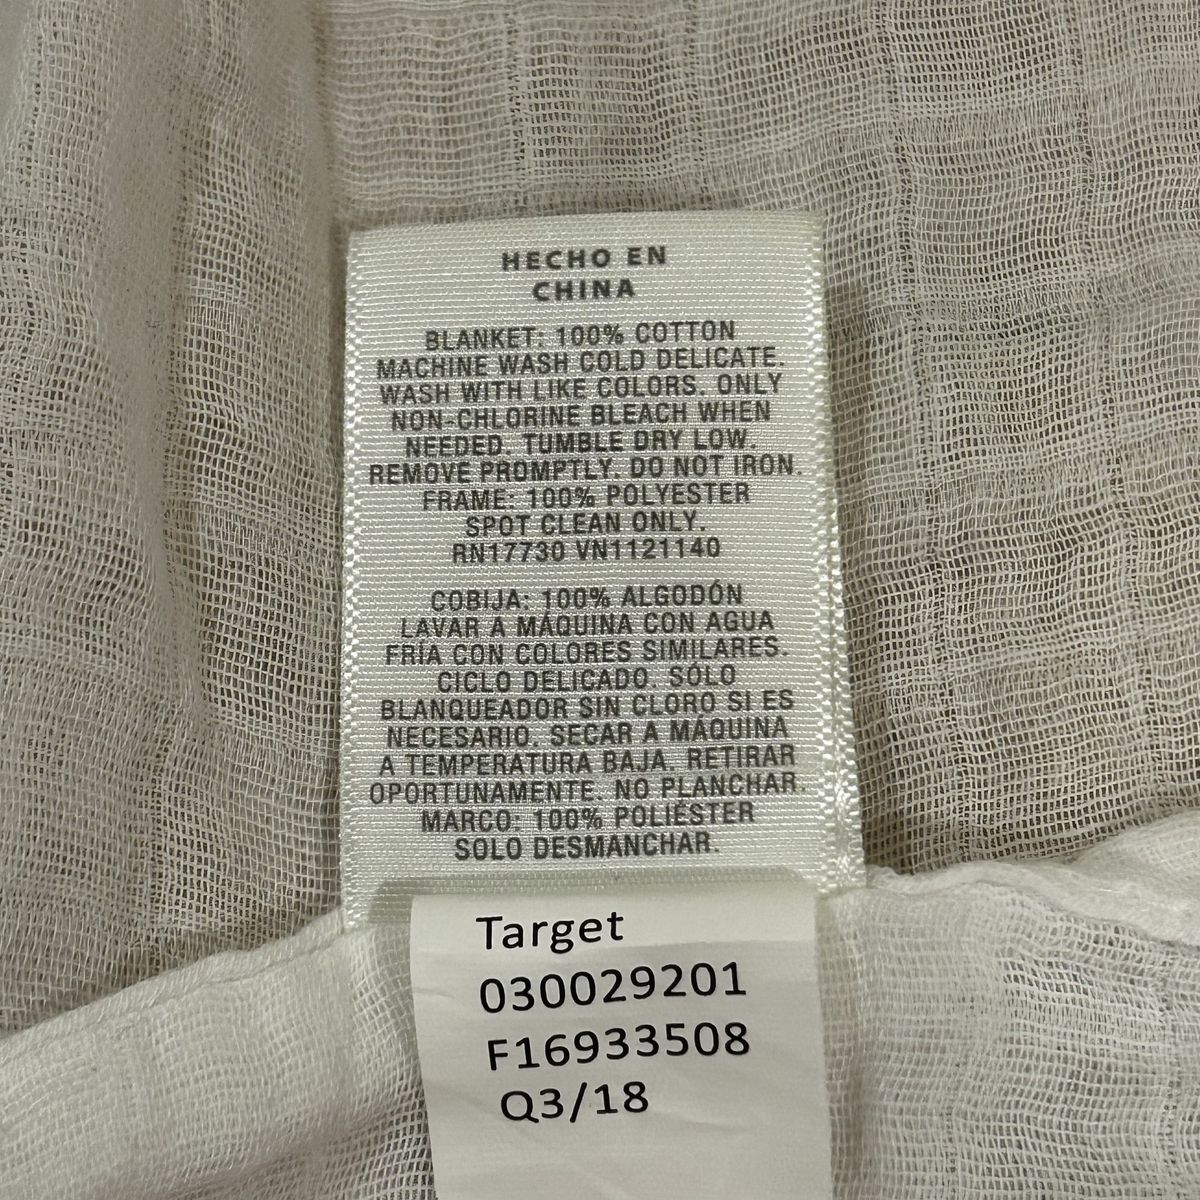 HECHO EN
CHINA
BLANKET: 100% COTTON
MACHINE WASH COLD DELICATE.
WASH WITH LIKE COLORS. ONLY
NON-CHLORINE BLEACH WHEN
NEEDED. TUMBLE DRY LOW.
REMOVE PROMPTLY. DO NOT IRON.
FRAME: 100% POLYESTER
SPOT CLEAN ONLY.
RN17730 VN1121140
COBIJA: 100% ALGODÓN
LAVAR A MÁQUINA CON AGUA
FRÍA CON COLORES SIMILARES.
CICLO DELICADO. SÓLO
BLANQUEADOR SIN CLORO SI ES
NECESARIO. SECAR A MÁQUINA
A TEMPERATURA BAJA. RETIRAR
OPORTUNAMENTE. NO PLANCHAR.
MARCO: 100% POLIÉSTER
SOLO DESMANCHAR.
Target
030029201
F16933508
Q3/18